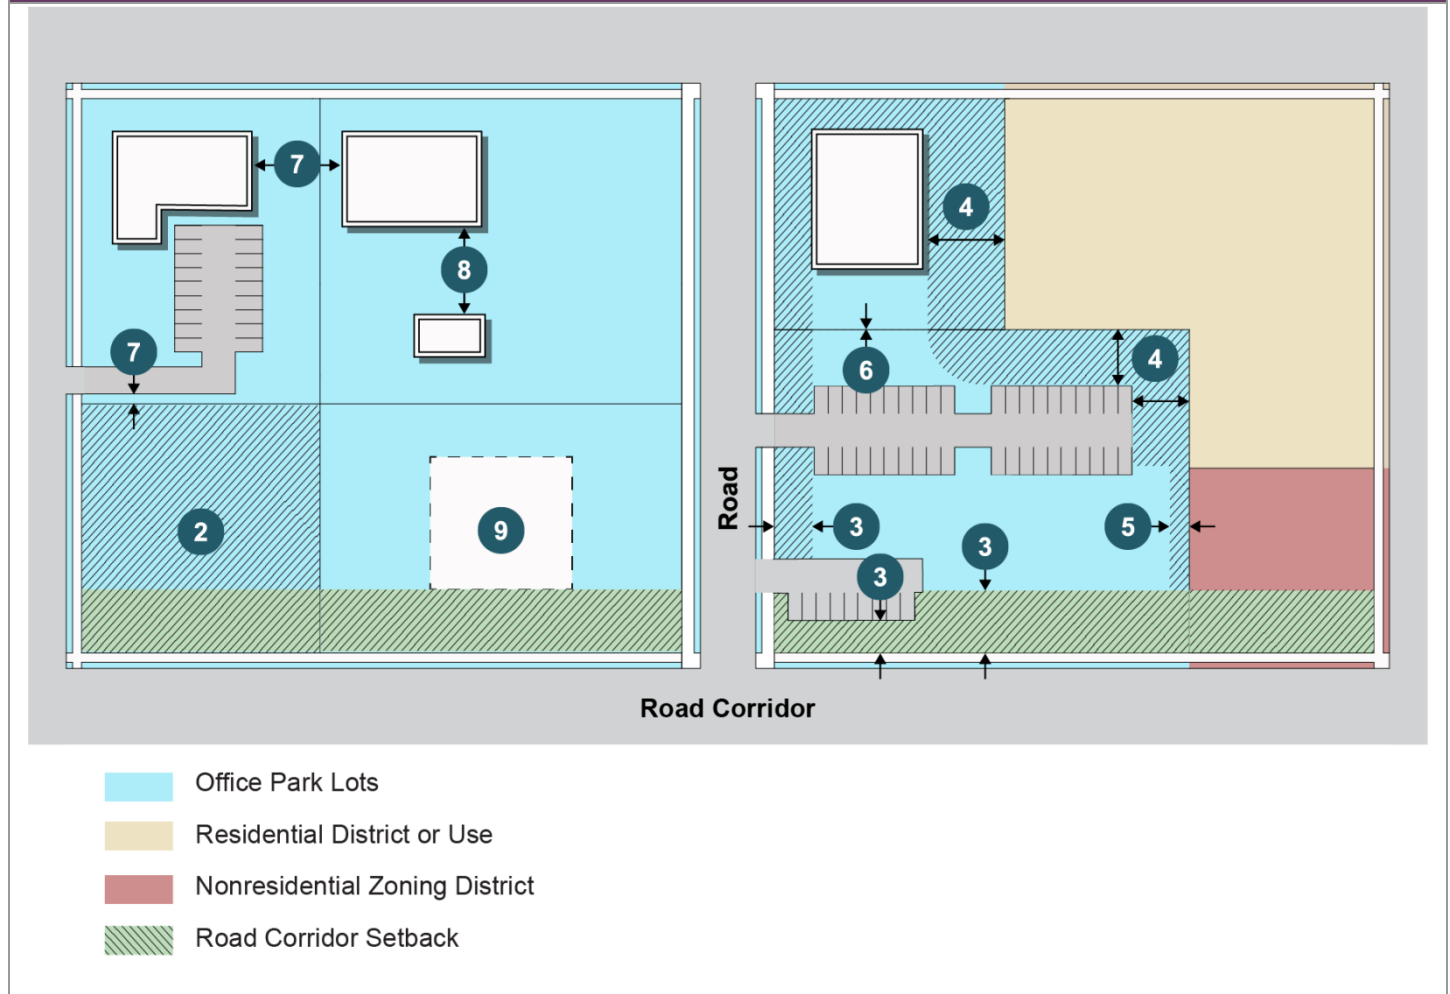 7
4
8
7
4
6
Road
2
9
3
5
3
3
Road Corridor
Office Park Lots
Residential District or Use
Nonresidential Zoning District
Road Corridor Setback